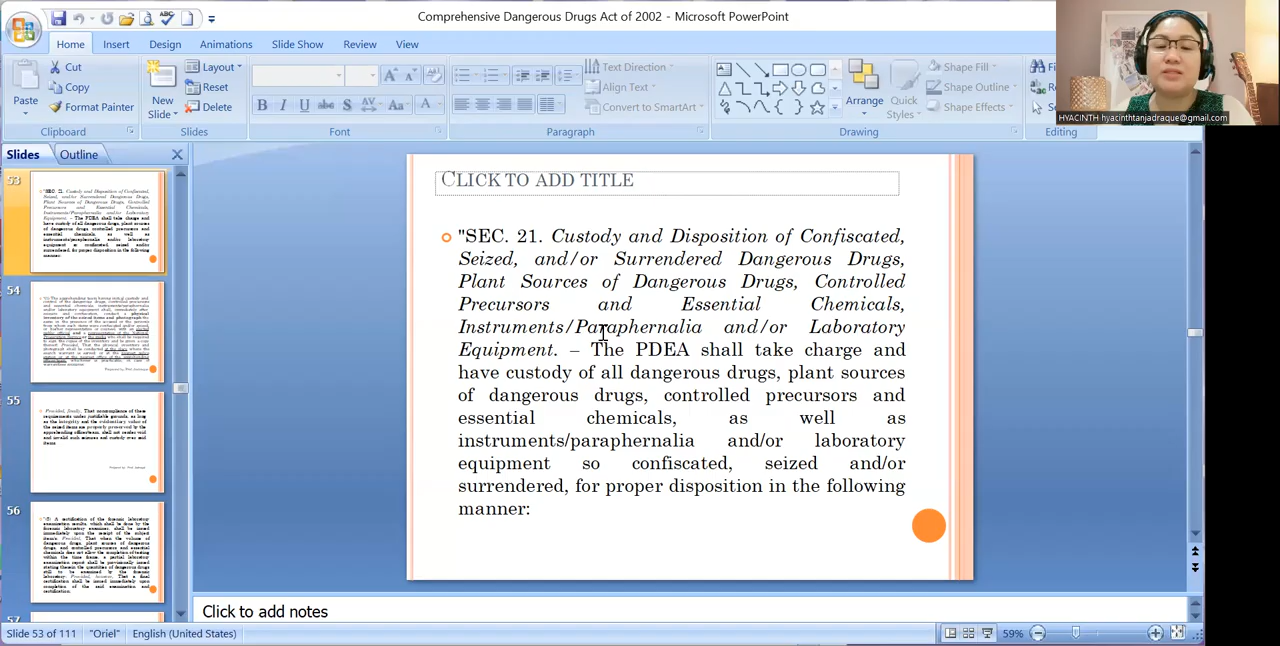 Comprehensive Dangerous Drugs Act of 2002 - Microsoft PowerPoint
Home Insert Design Animations Slide Show Review View
Paste
Cut
Copy
Format Painter
Clipboard
New Slide
Layout
Reset
Delete
Slides
B I U abc S AV Aa A
Font
Text Direction
Align Text
Convert to SmartArt
Paragraph
Arrange
Quick Styles
Shape Fill
Shape Outline
Shape Effects
Drawing
Editing
HYACINTH hyacinthtanjadraque@gmail.com
Slides Outline
53
54
55
56
CLICK TO ADD TITLE
"SEC. 21. Custody and Disposition of Confiscated,
Seized, and/or Surrendered Dangerous Drugs,
Plant Sources of Dangerous Drugs, Controlled
Precursors and Essential Chemicals,
Instruments/Paraphernalia and/or Laboratory
Equipment. – The PDEA shall take charge and
have custody of all dangerous drugs, plant sources
of dangerous drugs, controlled precursors and
essential chemicals, as well as
instruments/paraphernalia and/or laboratory
equipment so confiscated, seized and/or
surrendered, for proper disposition in the following
manner:
Click to add notes
Slide 53 of 111 "Oriel" English (United States) 59%